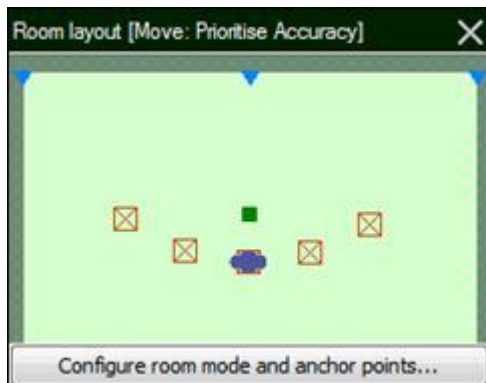 Room layout [Move: Prioritise Accuracy]
Configure room mode and anchor points...